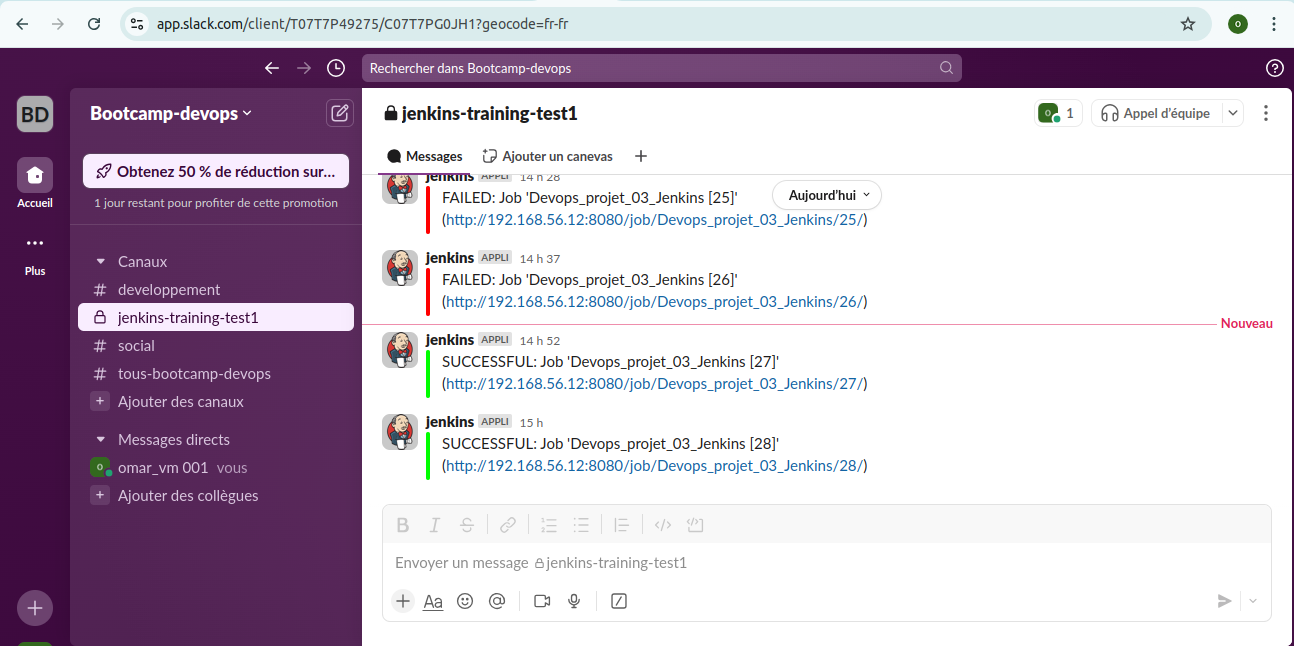 app.slack.com/client/T07T7P49275/C07T7PG0JH1?geocode=fr-fr
o
Rechercher dans Bootcamp-devops
BD
Accueil
Plus
Bootcamp-devops
Obtenez 50 % de réduction sur...
1 jour restant pour profiter de cette promotion
Canaux
# developpement
jenkins-training-test1
# social
# tous-bootcamp-devops
+ Ajouter des canaux
Messages directs
o omar_vm 001 vous
+ Ajouter des collègues
jenkins-training-test1
o 1
Appel d'équipe
Messages
Ajouter un canevas
jenkins APPLI 14 h 28
Aujourd'hui
FAILED: Job 'Devops_projet_03_Jenkins [25]'
(http://192.168.56.12:8080/job/Devops_projet_03_Jenkins/25/)
jenkins APPLI 14 h 37
FAILED: Job 'Devops_projet_03_Jenkins [26]'
(http://192.168.56.12:8080/job/Devops_projet_03_Jenkins/26/)
Nouveau
jenkins APPLI 14 h 52
SUCCESSFUL: Job 'Devops_projet_03_Jenkins [27]'
(http://192.168.56.12:8080/job/Devops_projet_03_Jenkins/27/)
jenkins APPLI 15 h
SUCCESSFUL: Job 'Devops_projet_03_Jenkins [28]'
(http://192.168.56.12:8080/job/Devops_projet_03_Jenkins/28/)
B I S
Envoyer un message jenkins-training-test1
+ Aa @